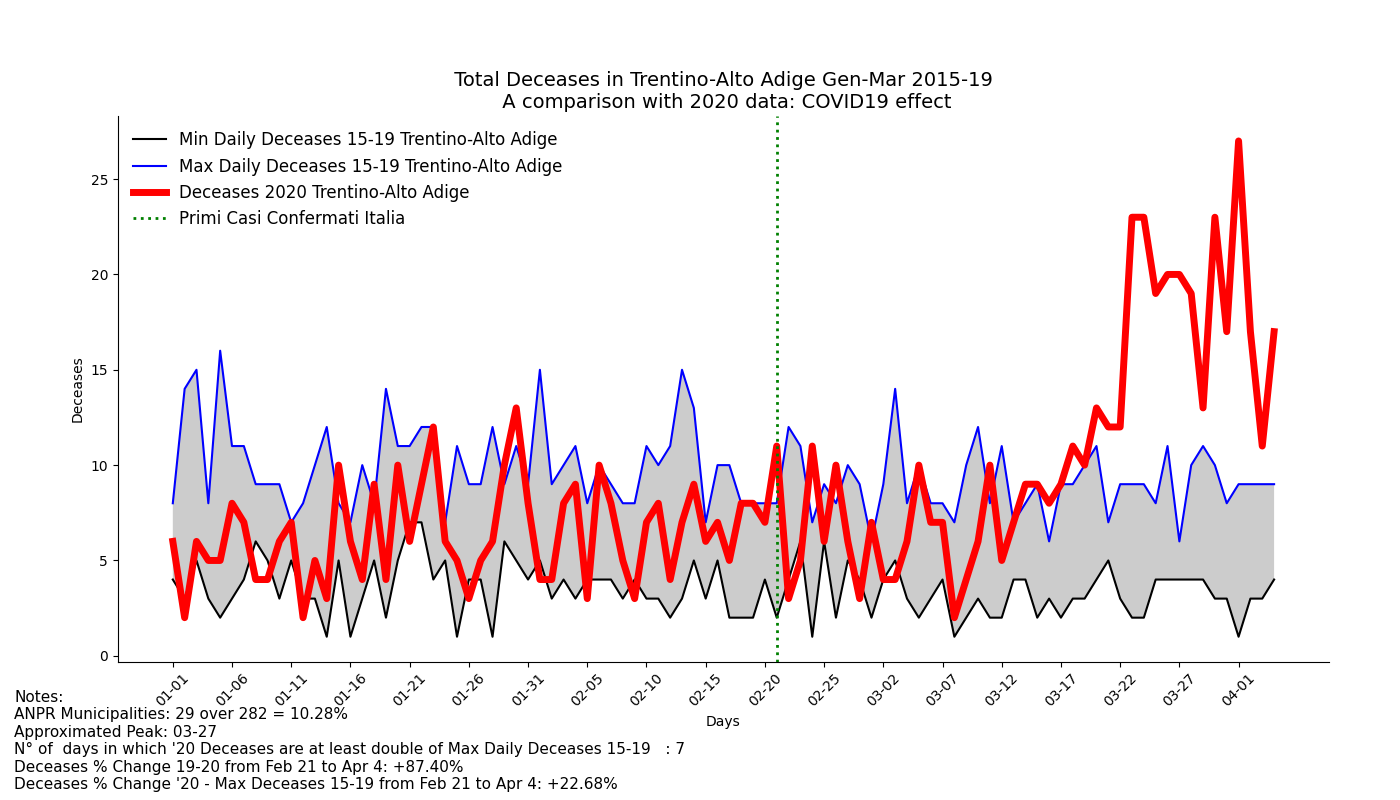 Total Deceases in Trentino-Alto Adige Gen-Mar 2015-19
A comparison with 2020 data: COVID19 effect
Min Daily Deceases 15-19 Trentino-Alto Adige
Max Daily Deceases 15-19 Trentino-Alto Adige
Deceases 2020 Trentino-Alto Adige
Primi Casi Confermati Italia
25
20
15
10
5
0
Deceases
01-01 01-06 01-11 01-16 01-21 01-26 01-31 02-05 02-10 02-15 02-20 02-25 03-02 03-07 03-12 03-17 03-22 03-27 04-01
Days
Notes:
ANPR Municipalities: 29 over 282 = 10.28%
Approximated Peak: 03-27
N° of  days in which '20 Deceases are at least double of Max Daily Deceases 15-19   : 7
Deceases % Change 19-20 from Feb 21 to Apr 4: +87.40%
Deceases % Change '20 - Max Deceases 15-19 from Feb 21 to Apr 4: +22.68%